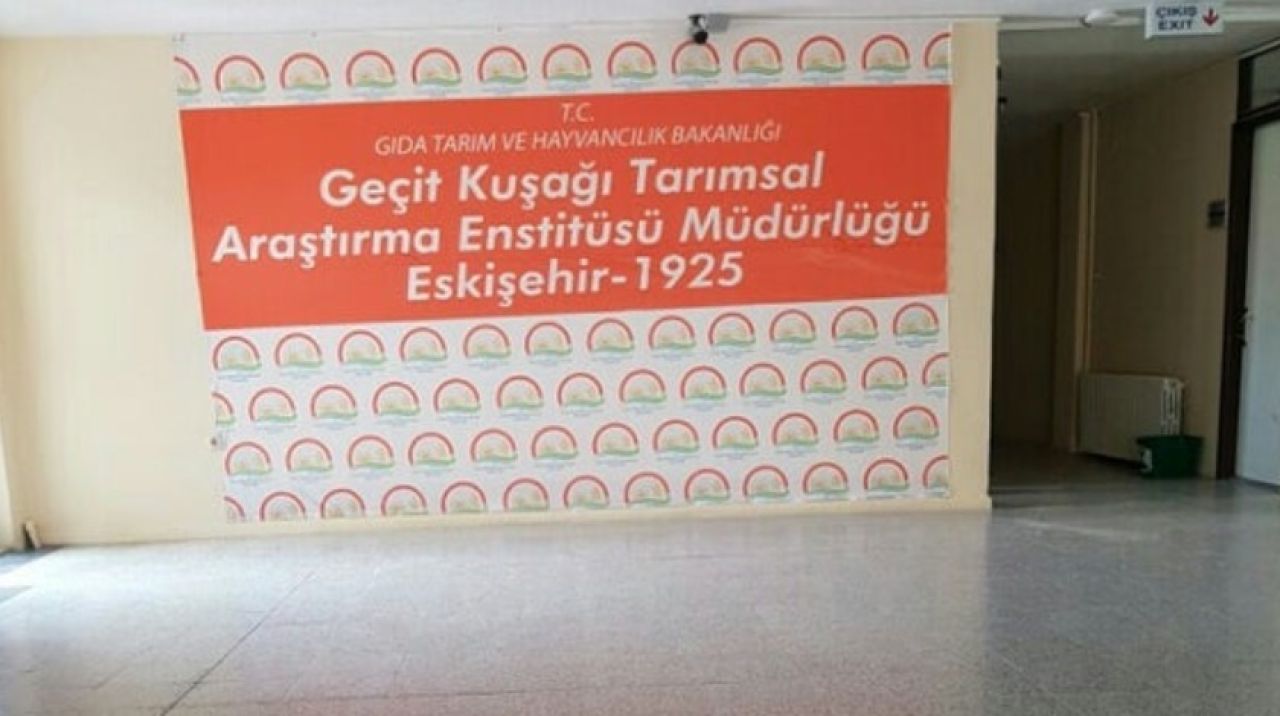 ÇIKIŞ
EXIT
T.C.
GIDA TARIM VE HAYVANCILIK BAKANLIĞI
Geçit Kuşağı Tarımsal
Araştırma Enstitüsü Müdürlüğü
Eskişehir-1925